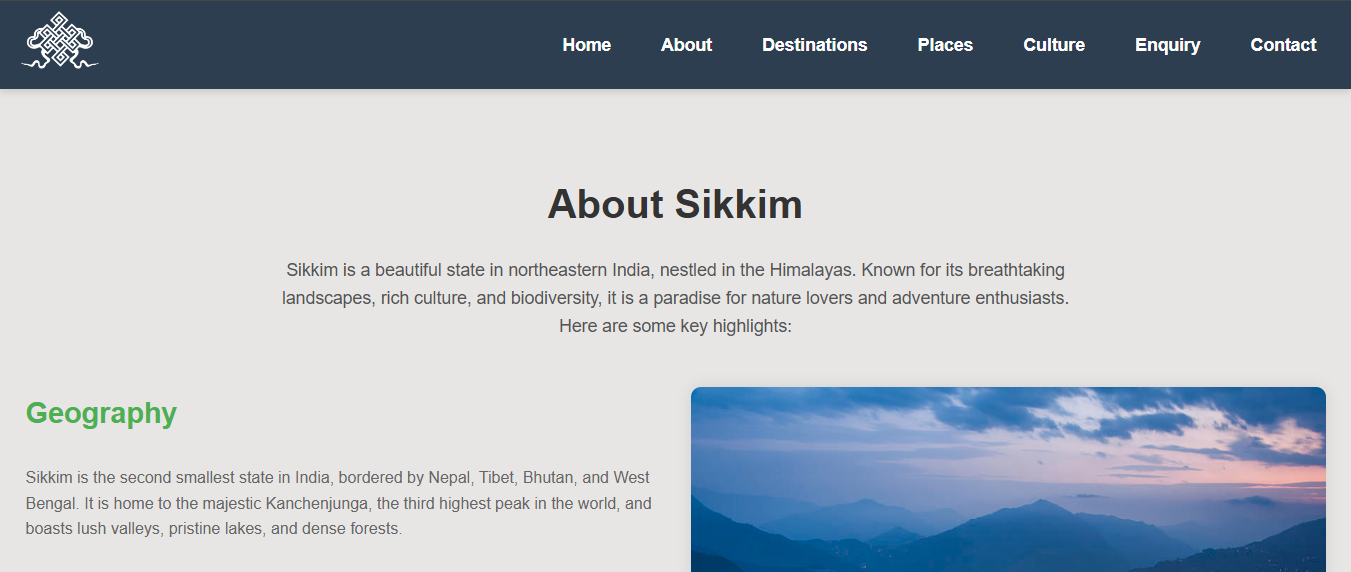 Home About Destinations Places Culture Enquiry Contact
About Sikkim
Sikkim is a beautiful state in northeastern India, nestled in the Himalayas. Known for its breathtaking
landscapes, rich culture, and biodiversity, it is a paradise for nature lovers and adventure enthusiasts.
Here are some key highlights:
Geography
Sikkim is the second smallest state in India, bordered by Nepal, Tibet, Bhutan, and West
Bengal. It is home to the majestic Kanchenjunga, the third highest peak in the world, and
boasts lush valleys, pristine lakes, and dense forests.